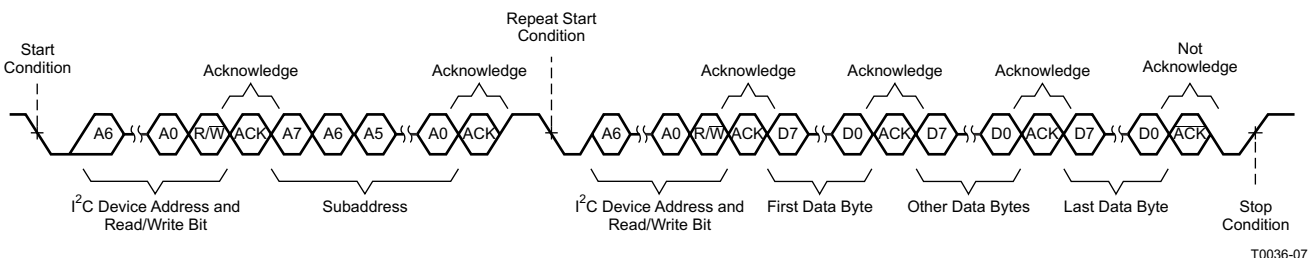 Repeat Start
Condition
Start
Condition
Not
Acknowledge
Acknowledge Acknowledge Acknowledge Acknowledge Acknowledge
A6 A0 R/W̅ ACK A7 A6 A5 A0 ACK A6 A0 R/W̅ ACK D7 D0 ACK D7 D0 ACK D7 D0 A̅C̅K̅
I²C Device Address and
Read/Write Bit
Subaddress
I²C Device Address and
Read/Write Bit
First Data Byte
Other Data Bytes
Last Data Byte
Stop
Condition
T0036-07